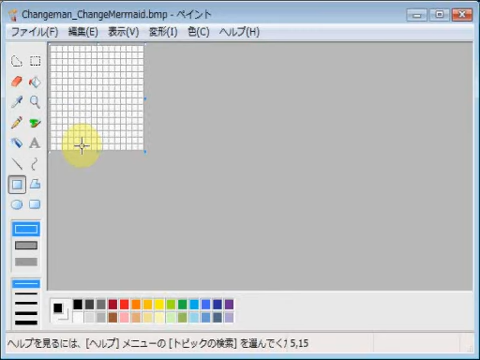 Changeman_ChangeMermaid.bmp - ペイント
ファイル(F) 編集(E) 表示(V) 変形(I) 色(C) ヘルプ(H)
A
ヘルプを見るには、[ヘルプ] メニューの [トピックの検索] を選んでく 5,15